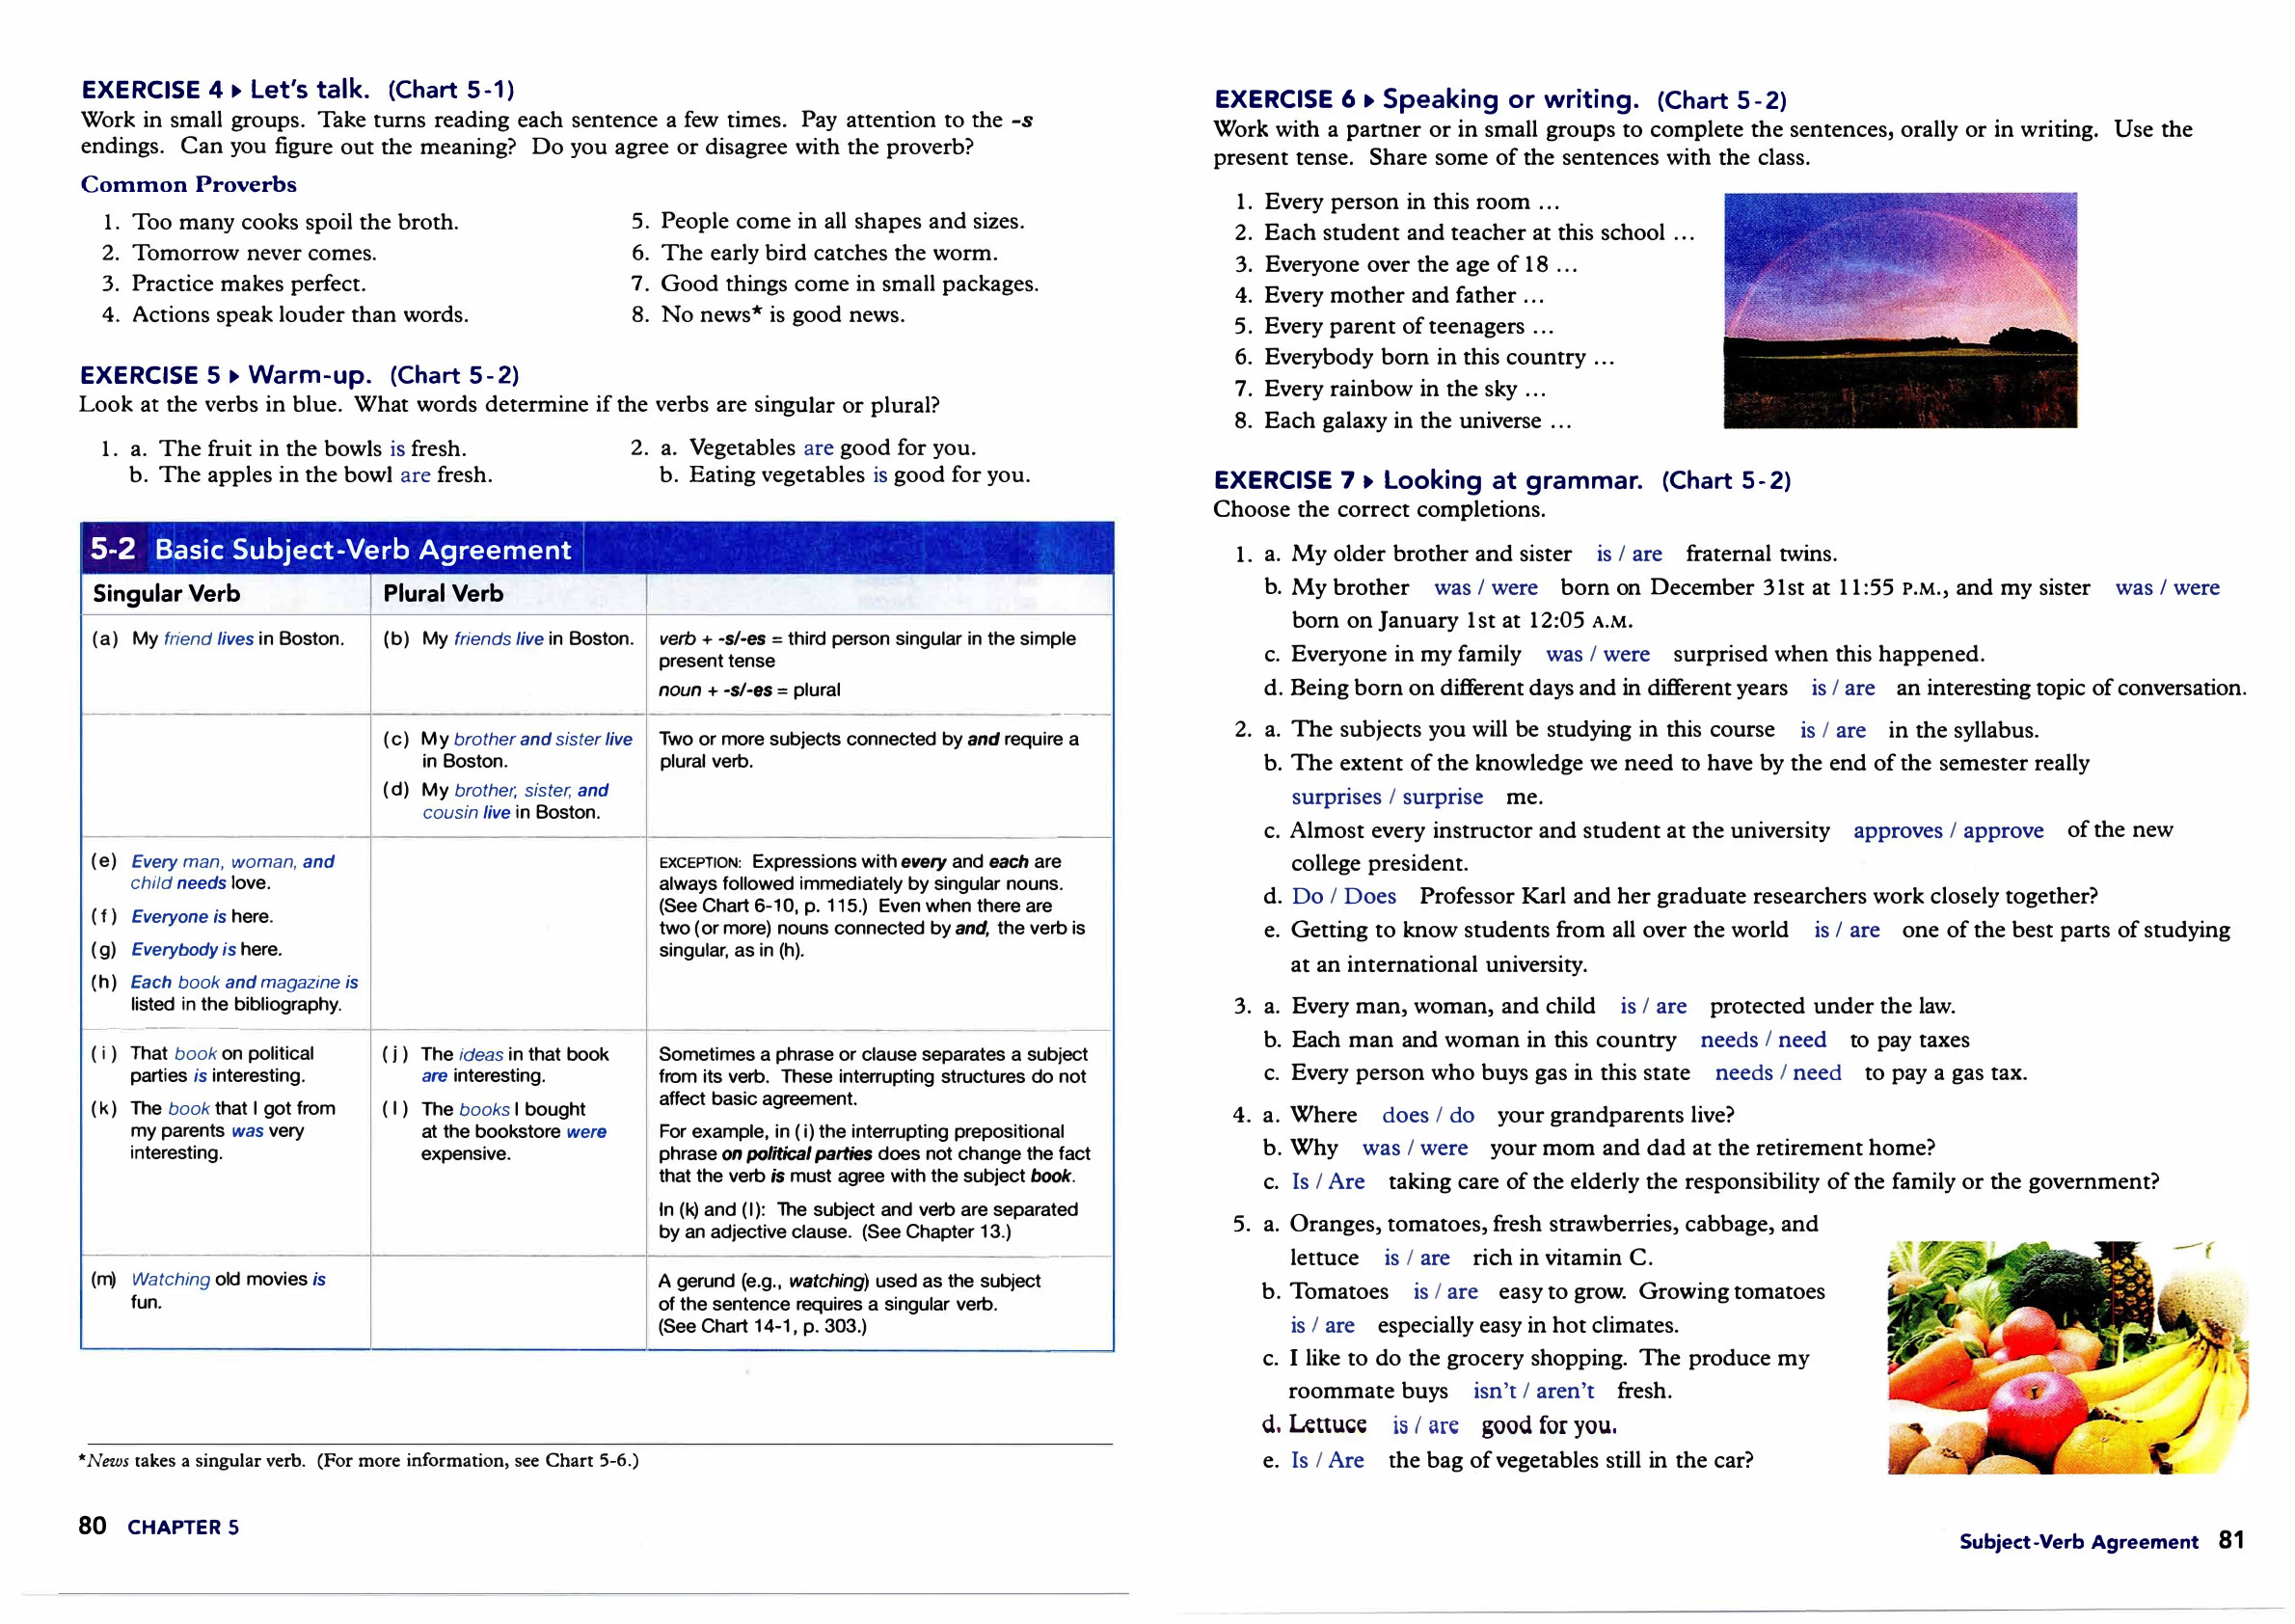 EXERCISE 4 ▸ Let's talk. (Chart 5-1)
Work in small groups. Take turns reading each sentence a few times. Pay attention to the -s
endings. Can you figure out the meaning? Do you agree or disagree with the proverb?
Common Proverbs
1. Too many cooks spoil the broth.
2. Tomorrow never comes.
3. Practice makes perfect.
4. Actions speak louder than words.
5. People come in all shapes and sizes.
6. The early bird catches the worm.
7. Good things come in small packages.
8. No news* is good news.
EXERCISE 5 ▸ Warm-up. (Chart 5-2)
Look at the verbs in blue. What words determine if the verbs are singular or plural?
1. a. The fruit in the bowls is fresh.
b. The apples in the bowl are fresh.
2. a. Vegetables are good for you.
b. Eating vegetables is good for you.
5-2 Basic Subject-Verb Agreement
Singular Verb
Plural Verb
(a) My friend lives in Boston.
(b) My friends live in Boston.
verb + -s/-es = third person singular in the simple
present tense
noun + -s/-es = plural
(c) My brother and sister live
in Boston.
(d) My brother, sister, and
cousin live in Boston.
Two or more subjects connected by and require a
plural verb.
(e) Every man, woman, and
child needs love.
(f) Everyone is here.
(g) Everybody is here.
(h) Each book and magazine is
listed in the bibliography.
EXCEPTION: Expressions with every and each are
always followed immediately by singular nouns.
(See Chart 6-10, p. 115.) Even when there are
two (or more) nouns connected by and, the verb is
singular, as in (h).
(i) That book on political
parties is interesting.
(k) The book that I got from
my parents was very
interesting.
(j) The ideas in that book
are interesting.
(l) The books I bought
at the bookstore were
expensive.
Sometimes a phrase or clause separates a subject
from its verb. These interrupting structures do not
affect basic agreement.
For example, in (i) the interrupting prepositional
phrase on political parties does not change the fact
that the verb is must agree with the subject book.
In (k) and (l): The subject and verb are separated
by an adjective clause. (See Chapter 13.)
(m) Watching old movies is
fun.
A gerund (e.g., watching) used as the subject
of the sentence requires a singular verb.
(See Chart 14-1, p. 303.)
*News takes a singular verb. (For more information, see Chart 5-6.)
80 CHAPTER 5
EXERCISE 6 ▸ Speaking or writing. (Chart 5-2)
Work with a partner or in small groups to complete the sentences, orally or in writing. Use the
present tense. Share some of the sentences with the class.
1. Every person in this room ...
2. Each student and teacher at this school ...
3. Everyone over the age of 18 ...
4. Every mother and father ...
5. Every parent of teenagers ...
6. Everybody born in this country ...
7. Every rainbow in the sky ...
8. Each galaxy in the universe ...
EXERCISE 7 ▸ Looking at grammar. (Chart 5-2)
Choose the correct completions.
1. a. My older brother and sister is / are fraternal twins.
b. My brother was / were born on December 31st at 11:55 P.M., and my sister was / were
born on January 1st at 12:05 A.M.
c. Everyone in my family was / were surprised when this happened.
d. Being born on different days and in different years is / are an interesting topic of conversation.
2. a. The subjects you will be studying in this course is / are in the syllabus.
b. The extent of the knowledge we need to have by the end of the semester really
surprises / surprise me.
c. Almost every instructor and student at the university approves / approve of the new
college president.
d. Do / Does Professor Karl and her graduate researchers work closely together?
e. Getting to know students from all over the world is / are one of the best parts of studying
at an international university.
3. a. Every man, woman, and child is / are protected under the law.
b. Each man and woman in this country needs / need to pay taxes
c. Every person who buys gas in this state needs / need to pay a gas tax.
4. a. Where does / do your grandparents live?
b. Why was / were your mom and dad at the retirement home?
c. Is / Are taking care of the elderly the responsibility of the family or the government?
5. a. Oranges, tomatoes, fresh strawberries, cabbage, and
lettuce is / are rich in vitamin C.
b. Tomatoes is / are easy to grow. Growing tomatoes
is / are especially easy in hot climates.
c. I like to do the grocery shopping. The produce my
roommate buys isn't / aren't fresh.
d. Lettuce is / are good for you.
e. Is / Are the bag of vegetables still in the car?
Subject-Verb Agreement 81